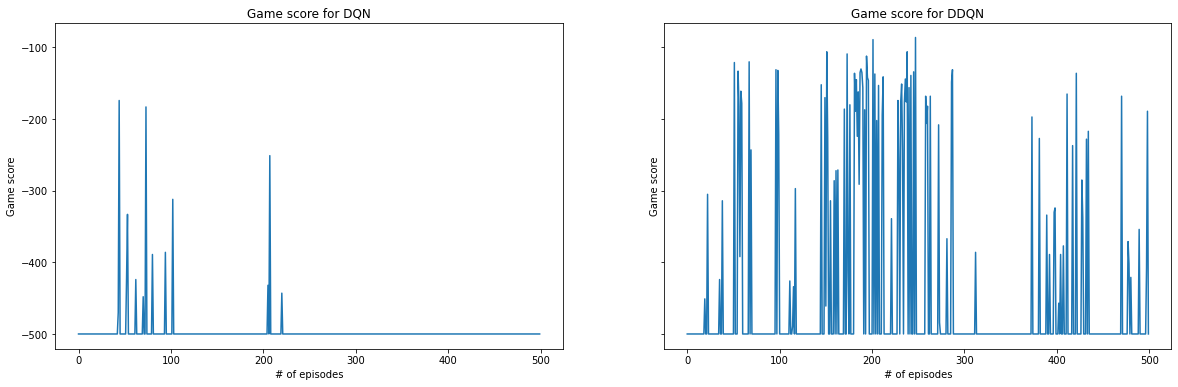 Game score for DQN
Game score
−100
−200
−300
−400
−500
0 100 200 300 400 500
# of episodes
Game score for DDQN
Game score
0 100 200 300 400 500
# of episodes